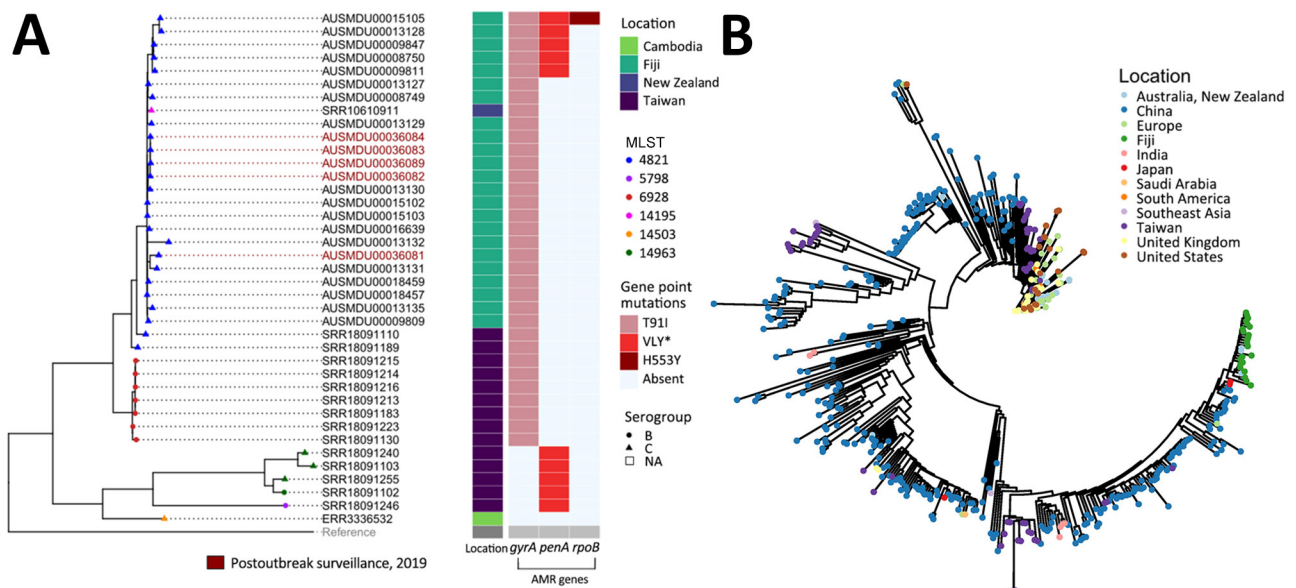 A
AUSMDU00015105
AUSMDU00013128
AUSMDU00009847
AUSMDU00008750
AUSMDU00009811
AUSMDU00013127
AUSMDU00008749
SRR10610911
AUSMDU00013129
AUSMDU00036084
AUSMDU00036083
AUSMDU00036089
AUSMDU00036082
AUSMDU00013130
AUSMDU00015102
AUSMDU00015103
AUSMDU00016639
AUSMDU00013132
AUSMDU00036081
AUSMDU00013131
AUSMDU00018459
AUSMDU00018457
AUSMDU00013135
AUSMDU00009809
SRR18091110
SRR18091189
SRR18091215
SRR18091214
SRR18091216
SRR18091213
SRR18091183
SRR18091223
SRR18091130
SRR18091240
SRR18091103
SRR18091255
SRR18091102
SRR18091246
ERR3336532
Reference
Postoutbreak surveillance, 2019
Location gyrA penA rpoB
AMR genes
Location
Cambodia
Fiji
New Zealand
Taiwan
MLST
4821
5798
6928
14195
14503
14963
Gene point
mutations
T91I
VLY*
H553Y
Absent
Serogroup
B
C
NA
B
Location
Australia, New Zealand
China
Europe
Fiji
India
Japan
Saudi Arabia
South America
Southeast Asia
Taiwan
United Kingdom
United States